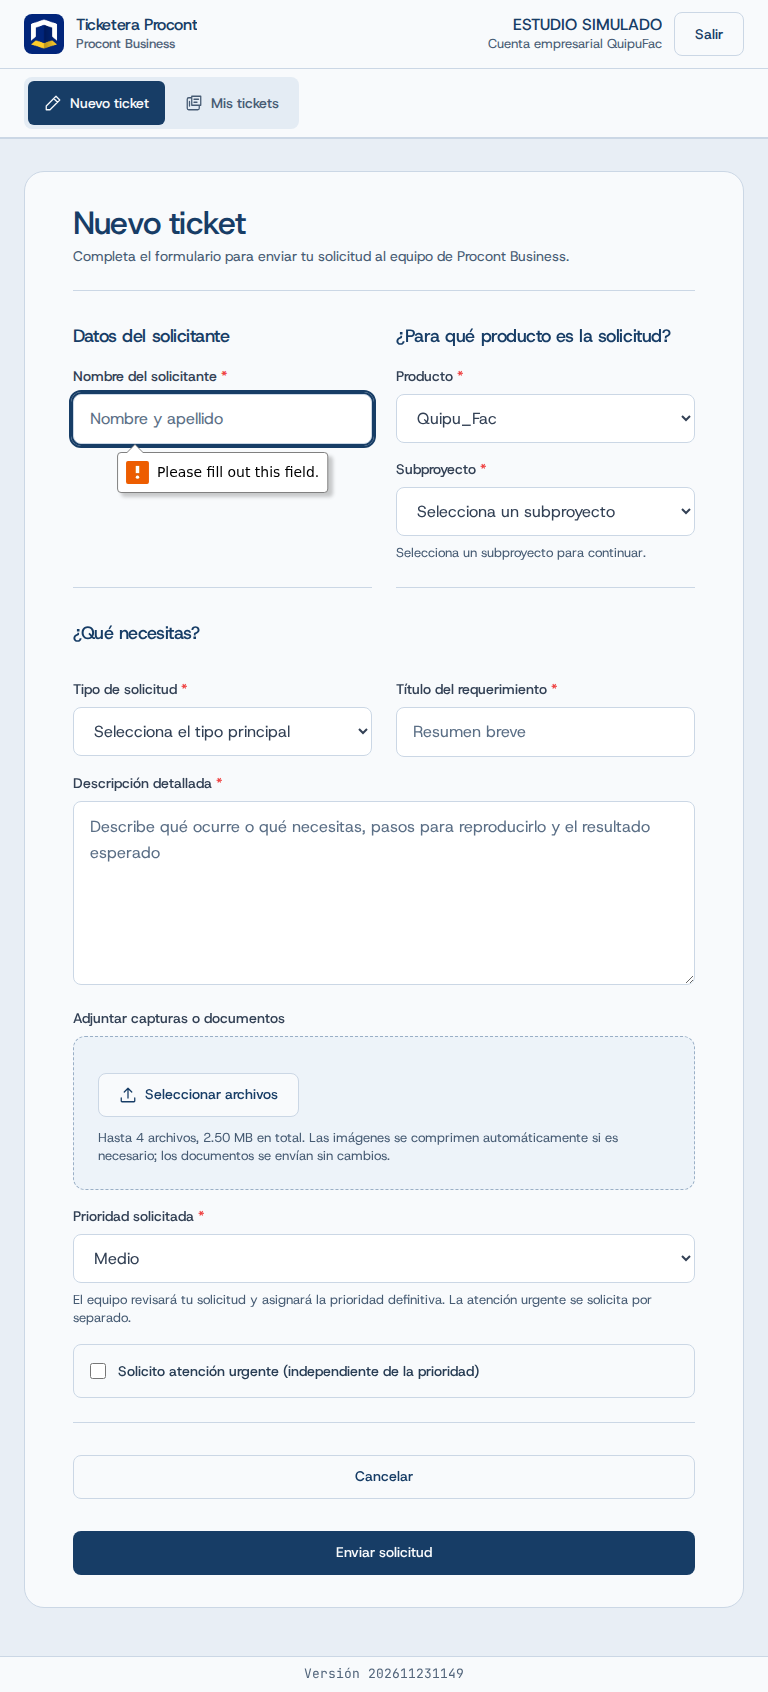 Ticketera Procont
Procont Business
ESTUDIO SIMULADO
Cuenta empresarial QuipuFac
Salir
Nuevo ticket
Mis tickets
Nuevo ticket
Completa el formulario para enviar tu solicitud al equipo de Procont Business.
Datos del solicitante
Nombre del solicitante *
Nombre y apellido
Please fill out this field.
¿Para qué producto es la solicitud?
Producto *
Quipu_Fac
Subproyecto *
Selecciona un subproyecto
Selecciona un subproyecto para continuar.
¿Qué necesitas?
Tipo de solicitud *
Selecciona el tipo principal
Título del requerimiento *
Resumen breve
Descripción detallada *
Describe qué ocurre o qué necesitas, pasos para reproducirlo y el resultado
esperado
Adjuntar capturas o documentos
Seleccionar archivos
Hasta 4 archivos, 2.50 MB en total. Las imágenes se comprimen automáticamente si es
necesario; los documentos se envían sin cambios.
Prioridad solicitada *
Medio
El equipo revisará tu solicitud y asignará la prioridad definitiva. La atención urgente se solicita por
separado.
Solicito atención urgente (independiente de la prioridad)
Cancelar
Enviar solicitud
Versión 202611231149